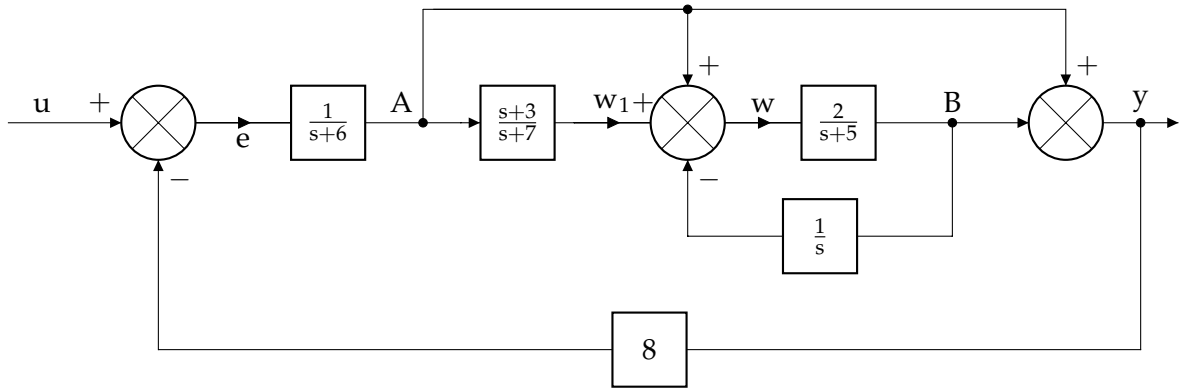 + +
u + e 1/s+6 A s+3/s+7 w₁ + w 2/s+5 B y
− −
1/s
8